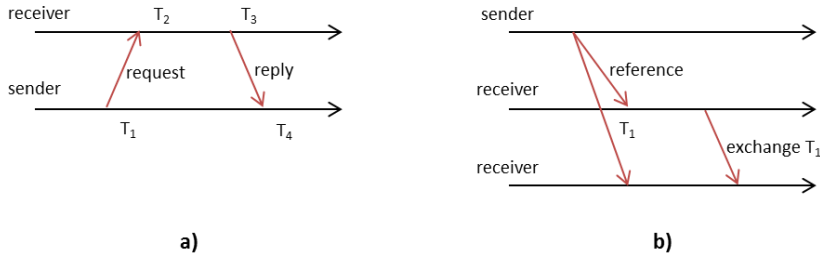 receiver
T2
T3
request
reply
sender
T1
T4
a)
sender
reference
receiver
T1
exchange T1
receiver
b)